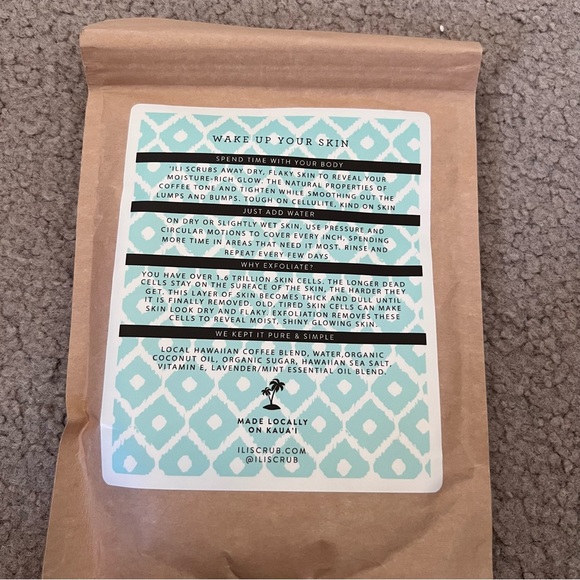 WAKE UP YOUR SKIN
SPEND TIME WITH YOUR BODY
'ILI SCRUBS AWAY DRY, FLAKY SKIN TO REVEAL YOUR
MOISTURE-RICH GLOW. THE NATURAL PROPERTIES OF
COFFEE TONE AND TIGHTEN WHILE SMOOTHING OUT THE
LUMPS AND BUMPS. TOUGH ON CELLULITE, KIND ON SKIN
JUST ADD WATER
ON DRY OR SLIGHTLY WET SKIN, USE PRESSURE AND
CIRCULAR MOTIONS TO COVER EVERY INCH, SPENDING
MORE TIME IN AREAS THAT NEED IT MOST. RINSE AND
REPEAT EVERY FEW DAYS
WHY EXFOLIATE?
YOU HAVE OVER 1.6 TRILLION SKIN CELLS. THE LONGER DEAD
CELLS STAY ON THE SURFACE OF THE SKIN, THE HARDER THEY
GET. THIS LAYER OF SKIN BECOMES THICK AND DULL UNTIL
IT IS FINALLY REMOVED. OLD, TIRED SKIN CELLS CAN MAKE
SKIN LOOK DRY AND FLAKY. EXFOLIATION REMOVES THESE
CELLS TO REVEAL MOIST, SHINY GLOWING SKIN.
WE KEPT IT PURE & SIMPLE
LOCAL HAWAIIAN COFFEE BLEND, WATER,ORGANIC
COCONUT OIL, ORGANIC SUGAR, HAWAIIAN SEA SALT,
VITAMIN E, LAVENDER/MINT ESSENTIAL OIL BLEND.
MADE LOCALLY
ON KAUA'I
ILISCRUB.COM
@ILISCRUB